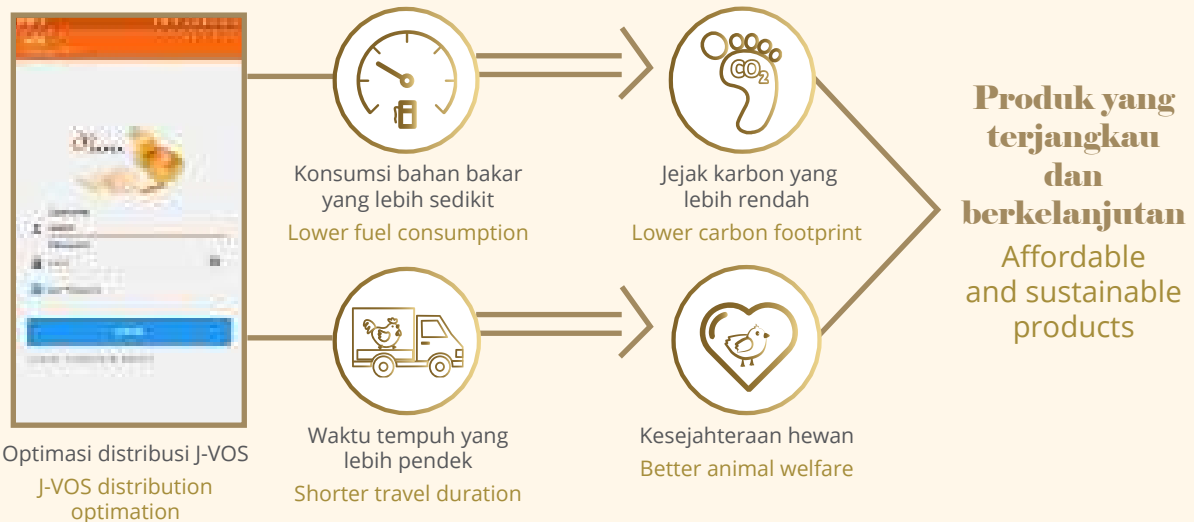 Optimasi distribusi J-VOS
J-VOS distribution
optimation
Konsumsi bahan bakar
yang lebih sedikit
Lower fuel consumption
CO2
Jejak karbon yang
lebih rendah
Lower carbon footprint
Waktu tempuh yang
lebih pendek
Shorter travel duration
Kesejahteraan hewan
Better animal welfare
Produk yang
terjangkau
dan
berkelanjutan
Affordable
and sustainable
products